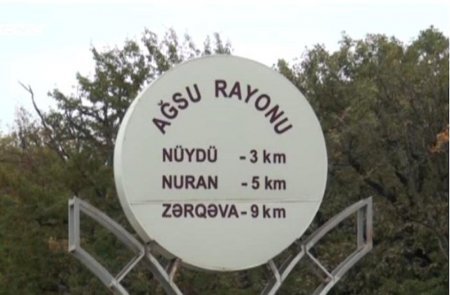 AĞSU RAYONU
NÜYDÜ - 3 km
NURAN - 5 km
ZƏRQƏVA - 9 km